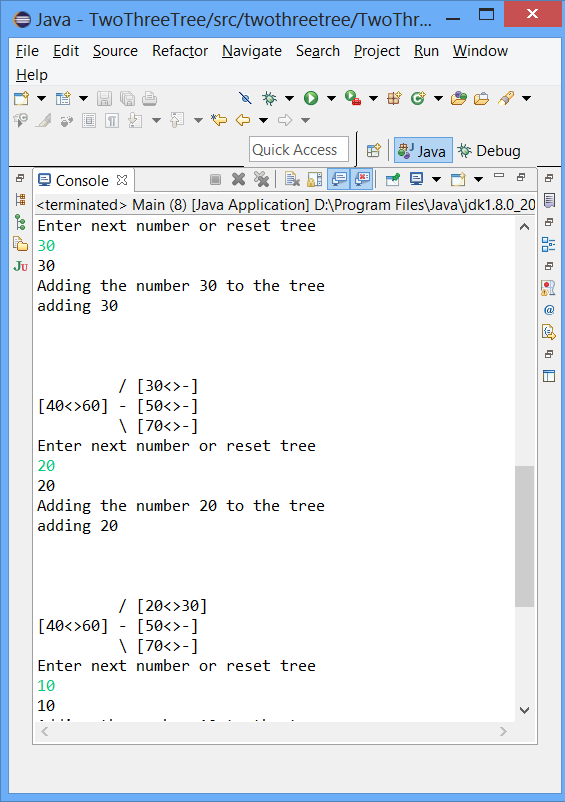 Java - TwoThreeTree/src/twothreetree/TwoThr...
File Edit Source Refactor Navigate Search Project Run Window
Help
Quick Access Java Debug
Console
<terminated> Main (8) [Java Application] D:\Program Files\Java\jdk1.8.0_20
Enter next number or reset tree
30
30
Adding the number 30 to the tree
adding 30
/ [30<>-]
[40<>60] - [50<>-]
\ [70<>-]
Enter next number or reset tree
20
20
Adding the number 20 to the tree
adding 20
/ [20<>30]
[40<>60] - [50<>-]
\ [70<>-]
Enter next number or reset tree
10
10